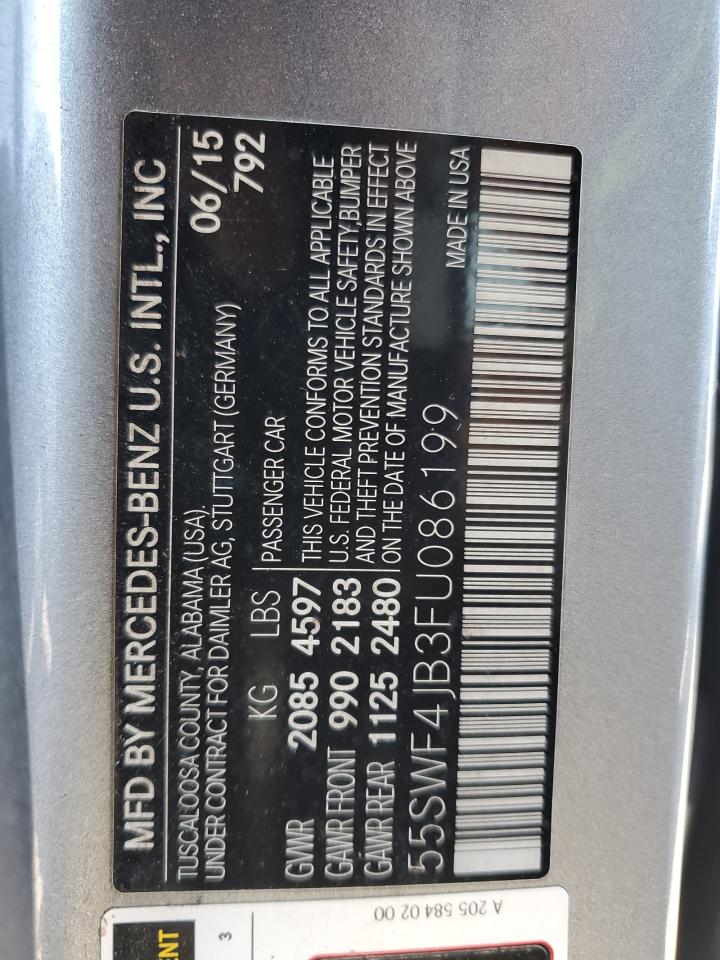 MFD BY MERCEDES-BENZ U.S. INTL., INC
TUSCALOOSA COUNTY, ALABAMA (USA)
UNDER CONTRACT FOR DAIMLER AG, STUTTGART (GERMANY)
06/15
792
KG LBS PASSENGER CAR
GVWR 2085 4597
GAWR FRONT 990 2183
GAWR REAR 1125 2480
THIS VEHICLE CONFORMS TO ALL APPLICABLE
U.S. FEDERAL MOTOR VEHICLE SAFETY,BUMPER
AND THEFT PREVENTION STANDARDS IN EFFECT
ON THE DATE OF MANUFACTURE SHOWN ABOVE
55SWF4JB3FU086199
MADE IN USA
A 205 584 02 00
3